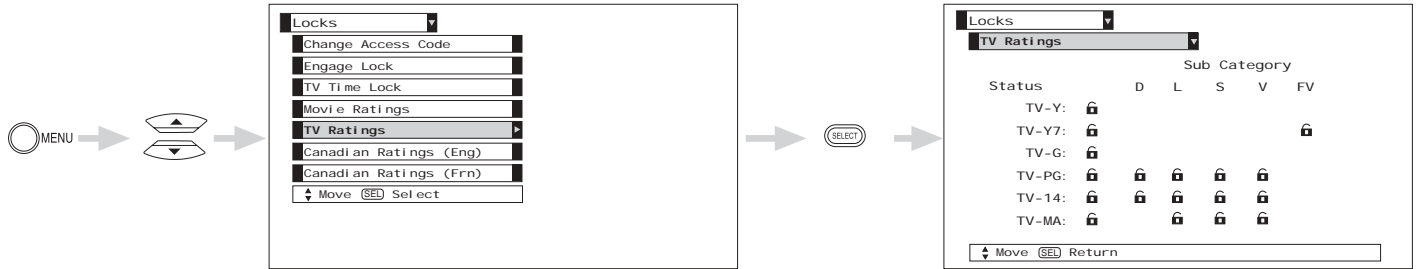 MENU
Locks
Change Access Code
Engage Lock
TV Time Lock
Movie Ratings
TV Ratings
Canadian Ratings (Eng)
Canadian Ratings (Frn)
Move SEL Select
SELECT
Locks
TV Ratings
Sub Category
Status D L S V FV
TV-Y:
TV-Y7:
TV-G:
TV-PG:
TV-14:
TV-MA:
Move SEL Return